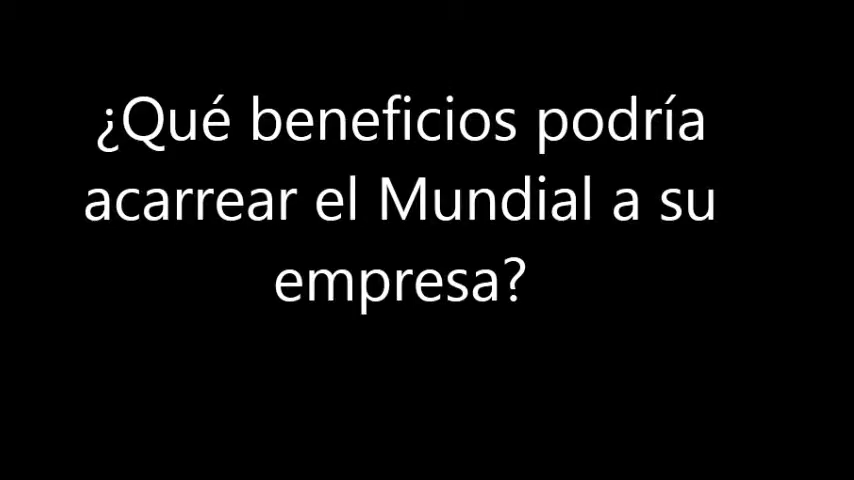 ¿Qué beneficios podría
acarrear el Mundial a su
empresa?